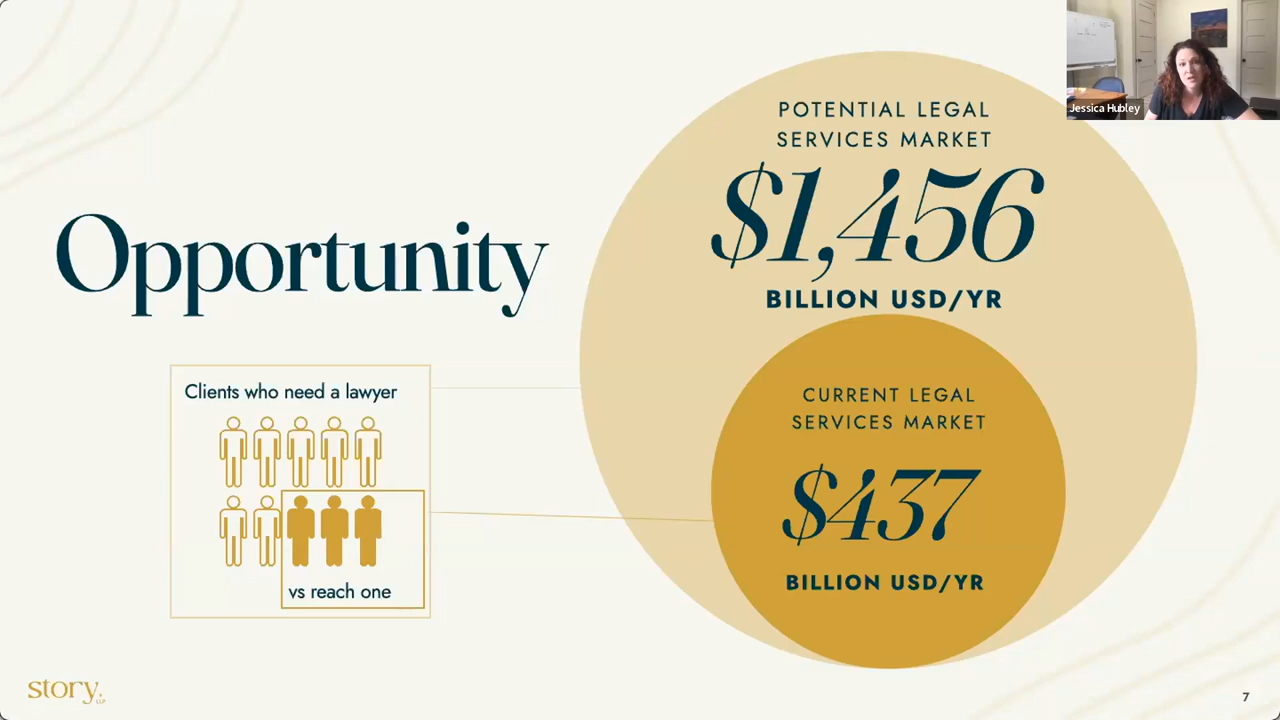 Opportunity
Clients who need a lawyer
vs reach one
POTENTIAL LEGAL
SERVICES MARKET
$1,456
BILLION USD/YR
CURRENT LEGAL
SERVICES MARKET
$437
BILLION USD/YR
Jessica Hubley
story,
LLP
7